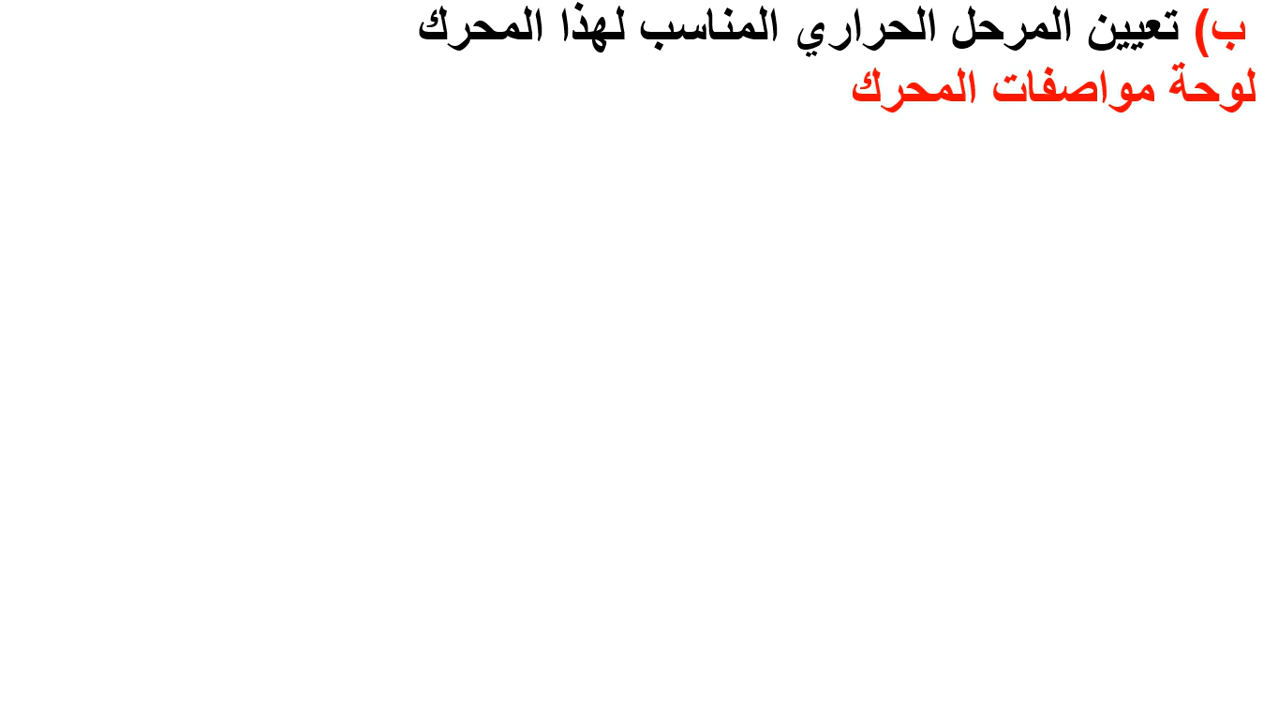 ب) تعيين المرحل الحراري المناسب لهذا المحرك
لوحة مواصفات المحرك